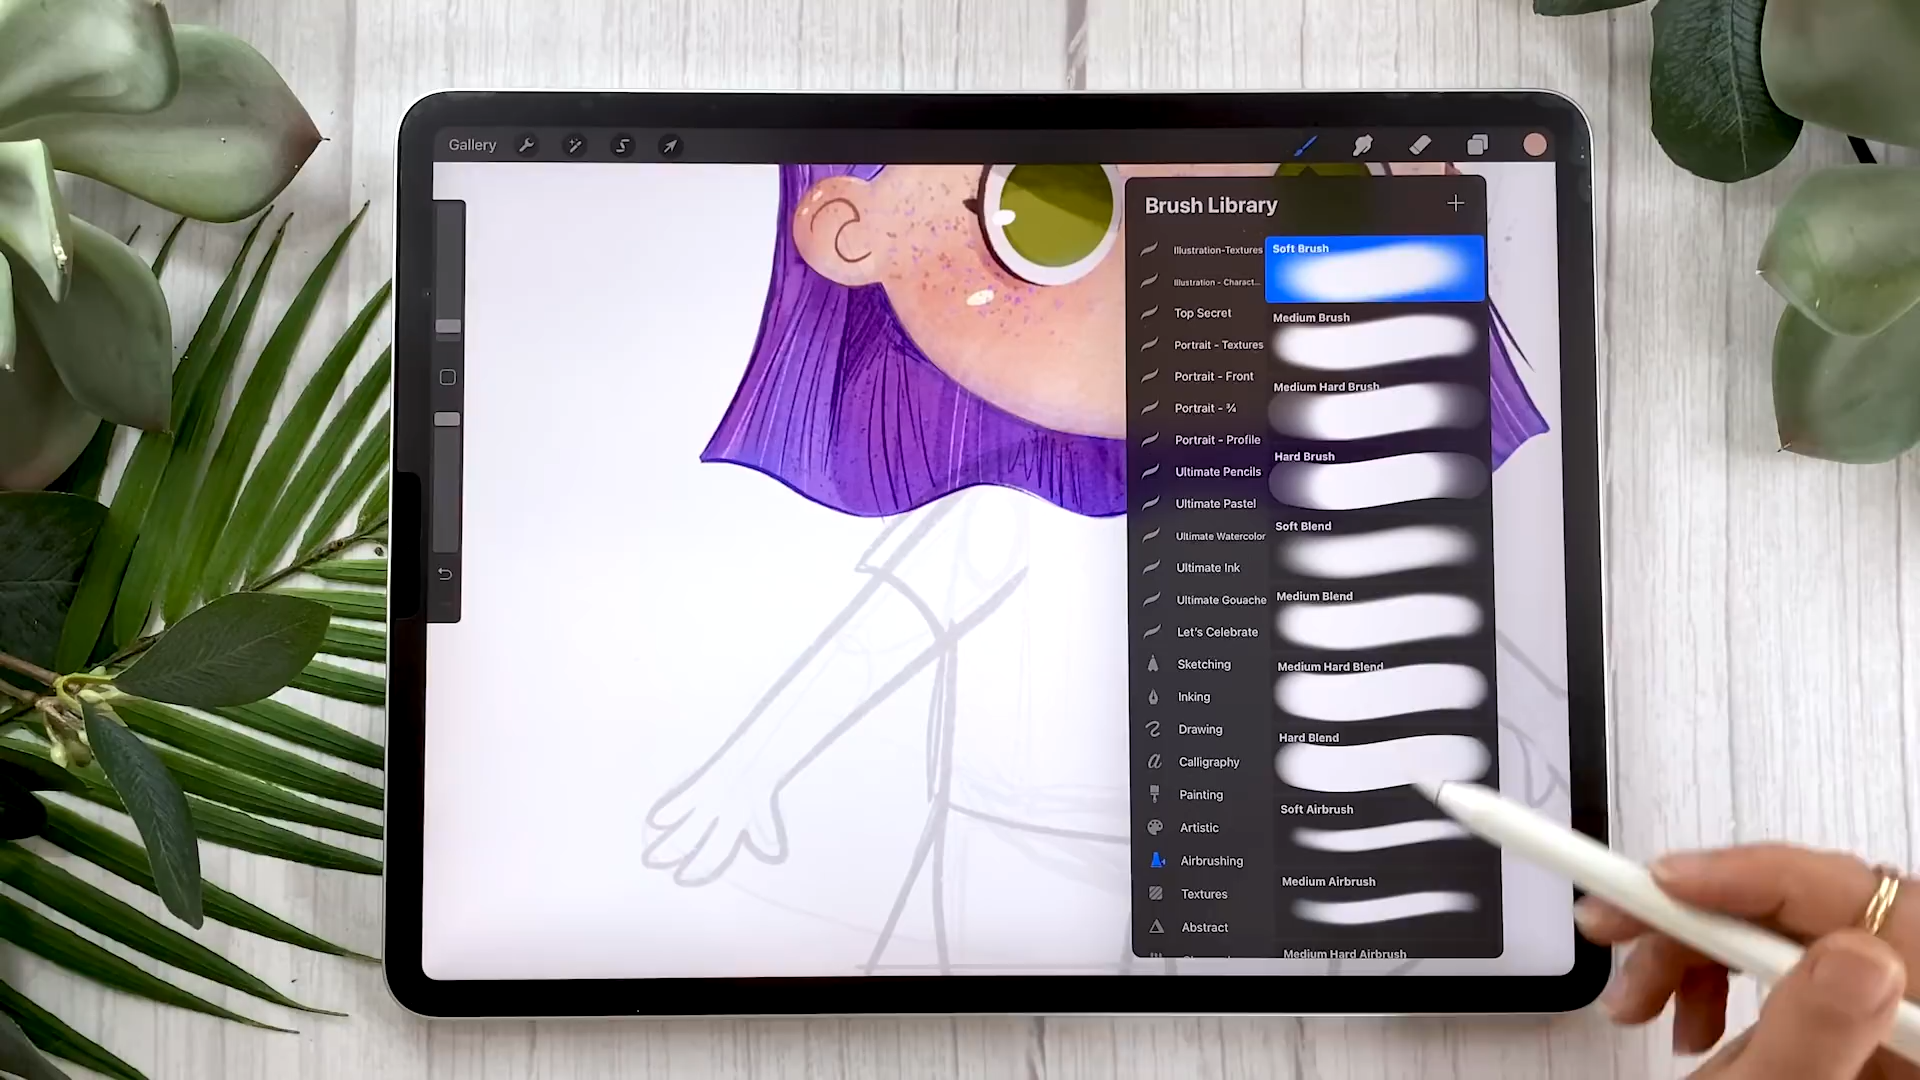 Gallery
Brush Library
Illustration-Textures
Illustration - Charact...
Top Secret
Portrait - Textures
Portrait - Front
Portrait - ¾
Portrait - Profile
Ultimate Pencils
Ultimate Pastel
Ultimate Watercolor
Ultimate Ink
Ultimate Gouache
Let's Celebrate
Sketching
Inking
Drawing
Calligraphy
Painting
Artistic
Airbrushing
Textures
Abstract
Soft Brush
Medium Brush
Medium Hard Brush
Hard Brush
Soft Blend
Medium Blend
Medium Hard Blend
Hard Blend
Soft Airbrush
Medium Airbrush
Medium Hard Airbrush